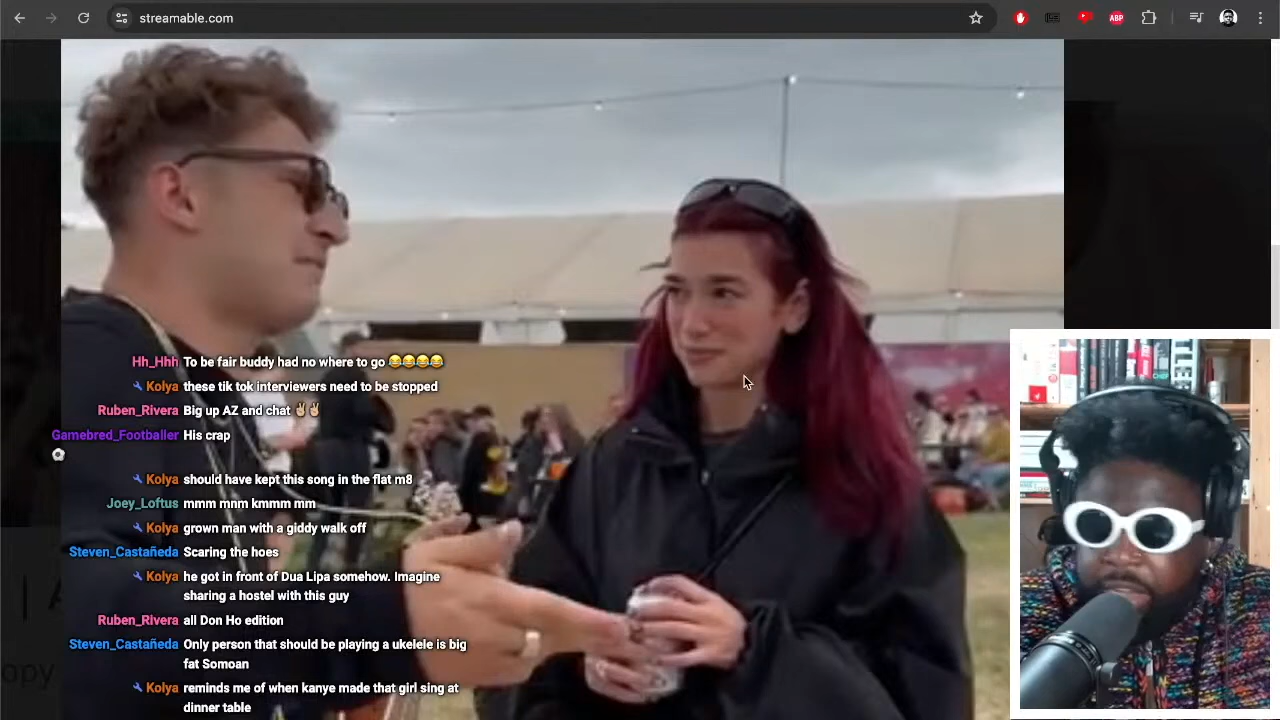 streamable.com
ABP
Hh_Hhh To be fair buddy had no where to go 😂😂😂😂
Kolya these tik tok interviewers need to be stopped
Ruben_Rivera Big up AZ and chat ✌🏼✌🏼
Gamebred_Footballer His crap
⚽
Kolya should have kept this song in the flat m8
Joey_Loftus mmm mnm kmmm mm
Kolya grown man with a giddy walk off
Steven_Castañeda Scaring the hoes
Kolya he got in front of Dua Lipa somehow. Imagine
sharing a hostel with this guy
Ruben_Rivera all Don Ho edition
Steven_Castañeda Only person that should be playing a ukelele is big
fat Somoan
Kolya reminds me of when kanye made that girl sing at
dinner table
opy